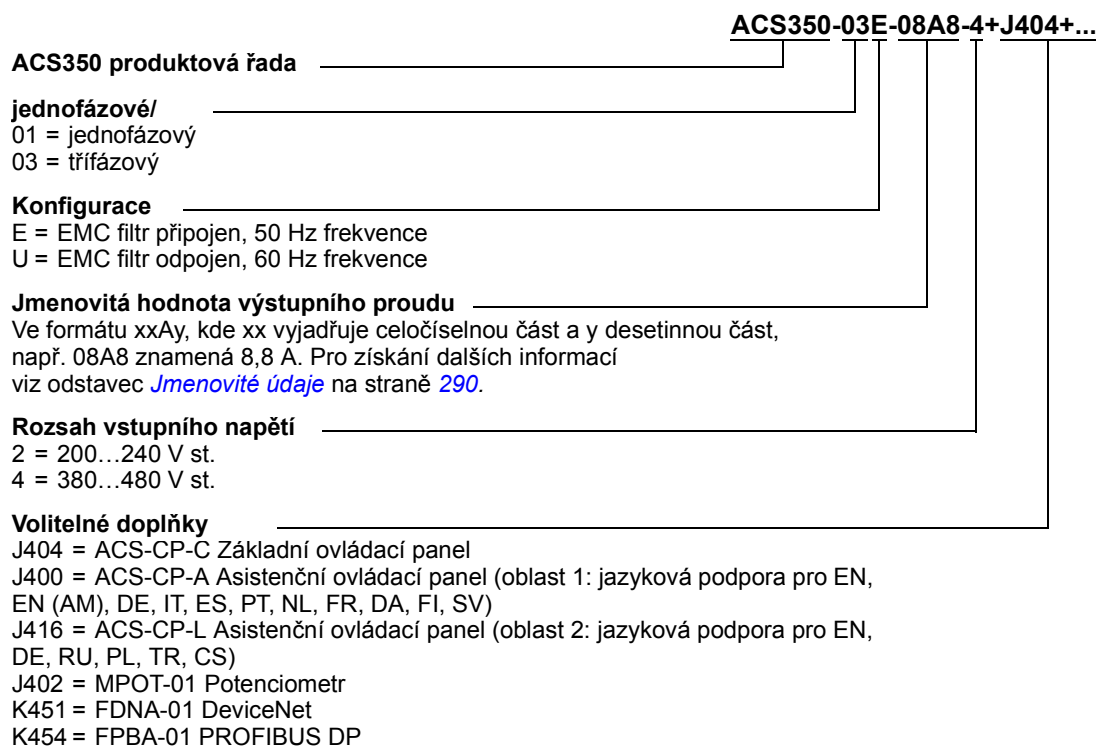 ACS350-03E-08A8-4+J404+...
ACS350 produktová řada
jednofázové/
01 = jednofázový
03 = třífázový
Konfigurace
E = EMC filtr připojen, 50 Hz frekvence
U = EMC filtr odpojen, 60 Hz frekvence
Jmenovitá hodnota výstupního proudu
Ve formátu xxAy, kde xx vyjadřuje celočíselnou část a y desetinnou část,
např. 08A8 znamená 8,8 A. Pro získání dalších informací
viz odstavec Jmenovité údaje na straně 290.
Rozsah vstupního napětí
2 = 200…240 V st.
4 = 380…480 V st.
Volitelné doplňky
J404 = ACS-CP-C Základní ovládací panel
J400 = ACS-CP-A Asistenční ovládací panel (oblast 1: jazyková podpora pro EN,
EN (AM), DE, IT, ES, PT, NL, FR, DA, FI, SV)
J416 = ACS-CP-L Asistenční ovládací panel (oblast 2: jazyková podpora pro EN,
DE, RU, PL, TR, CS)
J402 = MPOT-01 Potenciometr
K451 = FDNA-01 DeviceNet
K454 = FPBA-01 PROFIBUS DP